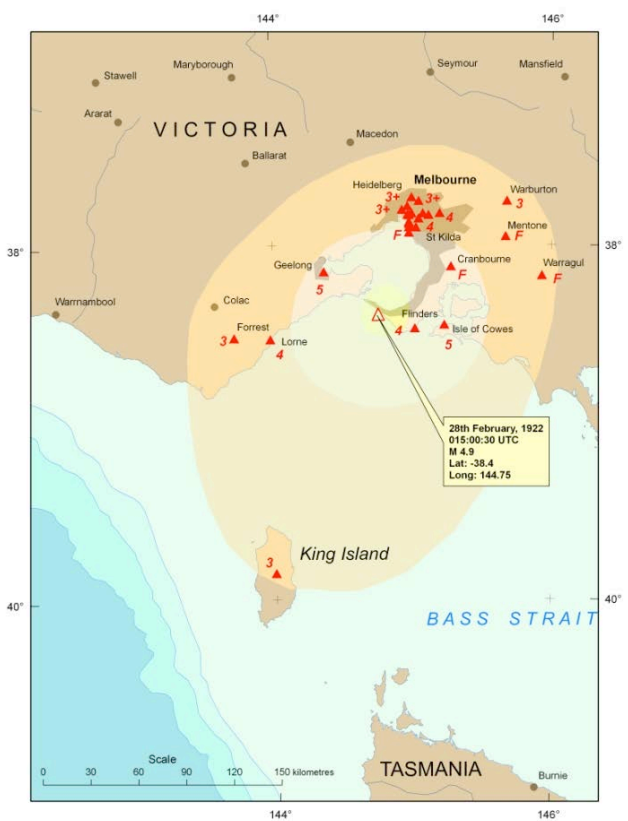 144°
146°
Maryborough
Seymour
Mansfield
Stawell
Ararat
VICTORIA
Macedon
Ballarat
Melbourne
Heidelberg
Warburton
3+
3+
3
3+
4
Mentone
4
F
F
St Kilda
38°
38°
Cranbourne
Warragul
Geelong
F
F
5
Colac
Warrnambool
Flinders
Forrest
4
Isle of Cowes
3
Lorne
5
4
28th February, 1922
015:00:30 UTC
M 4.9
Lat: -38.4
Long: 144.75
King Island
3
40°
40°
BASS STRAIT
Scale
0 30 60 90 120 150 kilometres
TASMANIA
Burnie
144°
146°